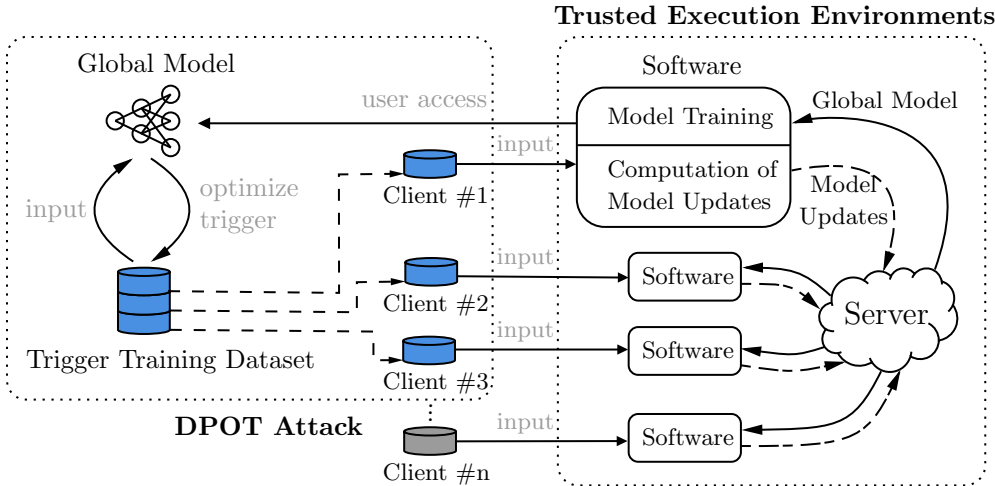 Trusted Execution Environments
Global Model
Software
user access
Global Model
Model Training
input
Client #1
Computation of
Model Updates
Model
Updates
input
optimize
trigger
input
Client #2
Software
Server
Trigger Training Dataset
input
Client #3
Software
DPOT Attack
input
Client #n
Software